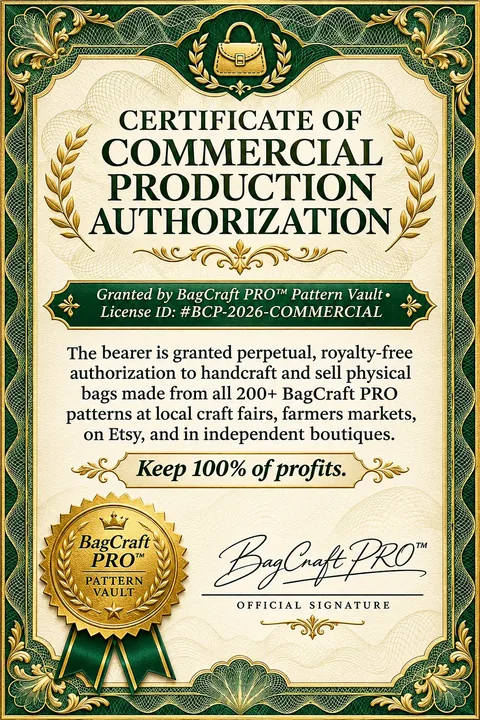 CERTIFICATE OF
COMMERCIAL
PRODUCTION
AUTHORIZATION
Granted by BagCraft PRO™ Pattern Vault •
License ID: #BCP-2026-COMMERCIAL
The bearer is granted perpetual, royalty-free
authorization to handcraft and sell physical
bags made from all 200+ BagCraft PRO
patterns at local craft fairs, farmers markets,
on Etsy, and in independent boutiques.
Keep 100% of profits.
BagCraft
PRO™
PATTERN
VAULT
BagCraft PRO™
OFFICIAL SIGNATURE